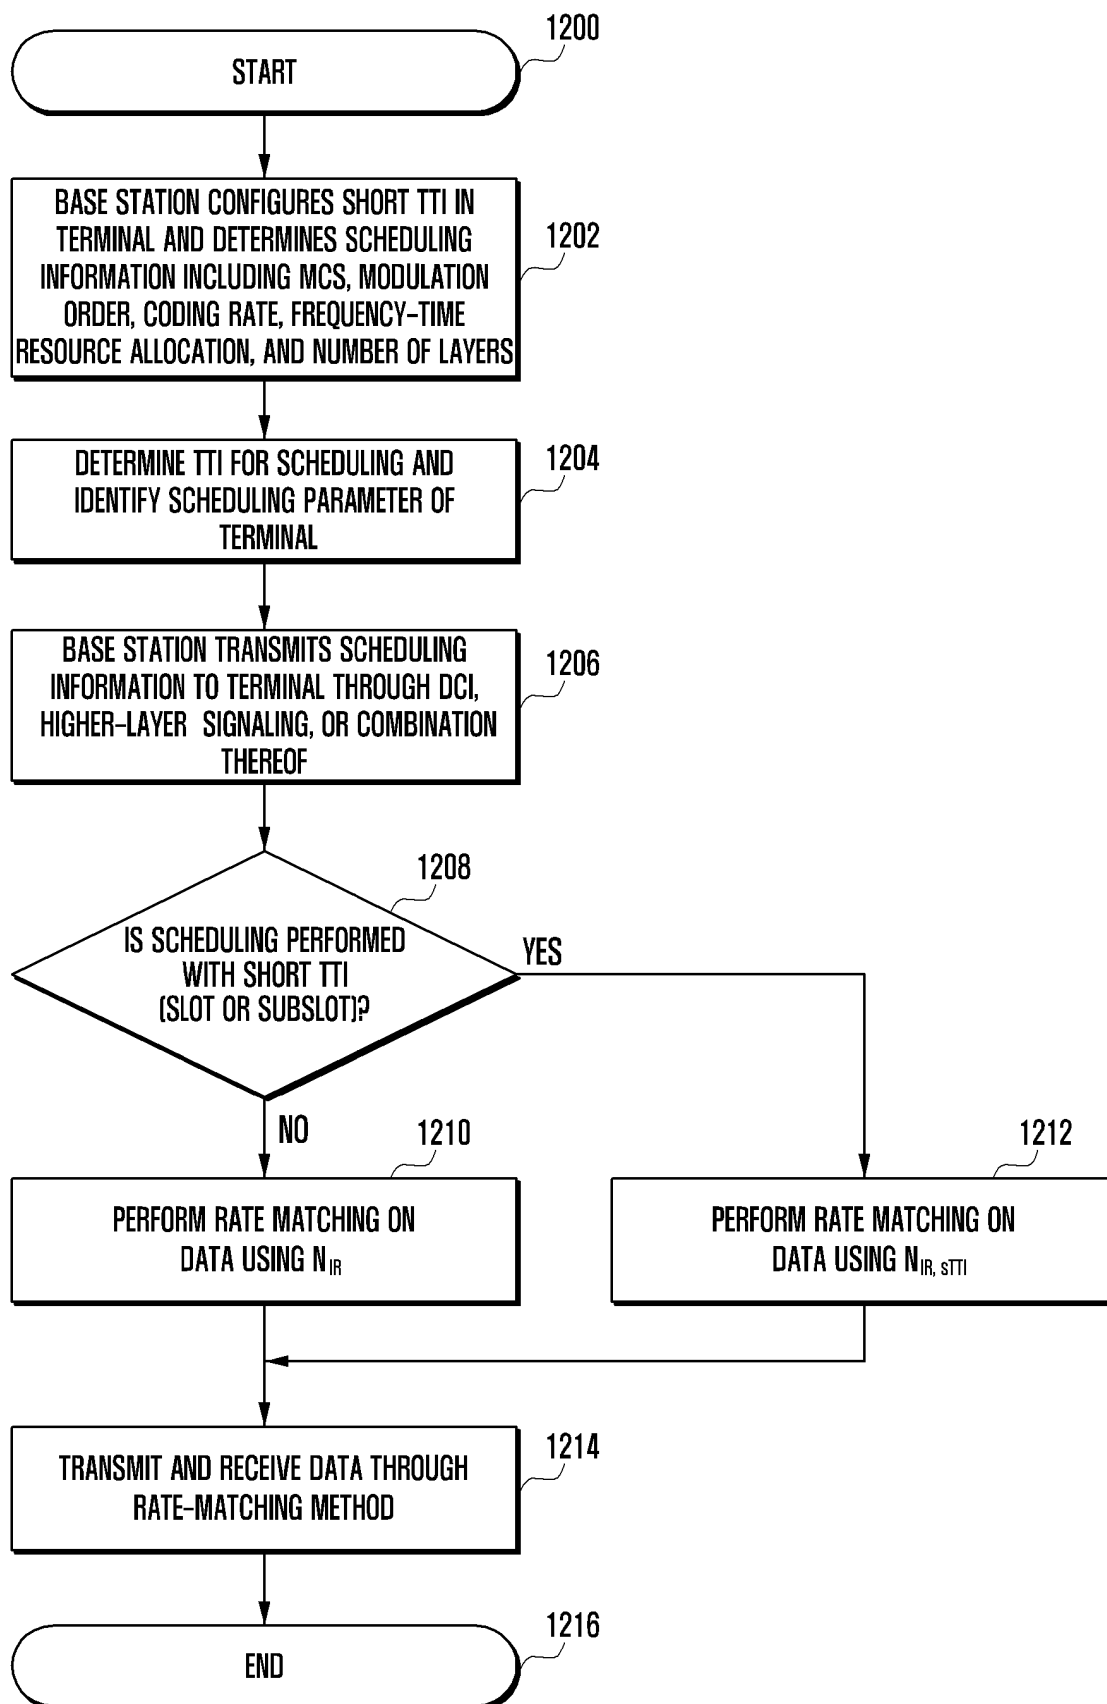 1200
START
BASE STATION CONFIGURES SHORT TTI IN
TERMINAL AND DETERMINES SCHEDULING
INFORMATION INCLUDING MCS, MODULATION
ORDER, CODING RATE, FREQUENCY-TIME
RESOURCE ALLOCATION, AND NUMBER OF LAYERS
1202
DETERMINE TTI FOR SCHEDULING AND
IDENTIFY SCHEDULING PARAMETER OF
TERMINAL
1204
BASE STATION TRANSMITS SCHEDULING
INFORMATION TO TERMINAL THROUGH DCI,
HIGHER-LAYER SIGNALING, OR COMBINATION
THEREOF
1206
1208
IS SCHEDULING PERFORMED
WITH SHORT TTI
(SLOT OR SUBSLOT)?
YES
NO
1210
PERFORM RATE MATCHING ON
DATA USING NIR
1212
PERFORM RATE MATCHING ON
DATA USING NIR, sTTI
TRANSMIT AND RECEIVE DATA THROUGH
RATE-MATCHING METHOD
1214
END
1216